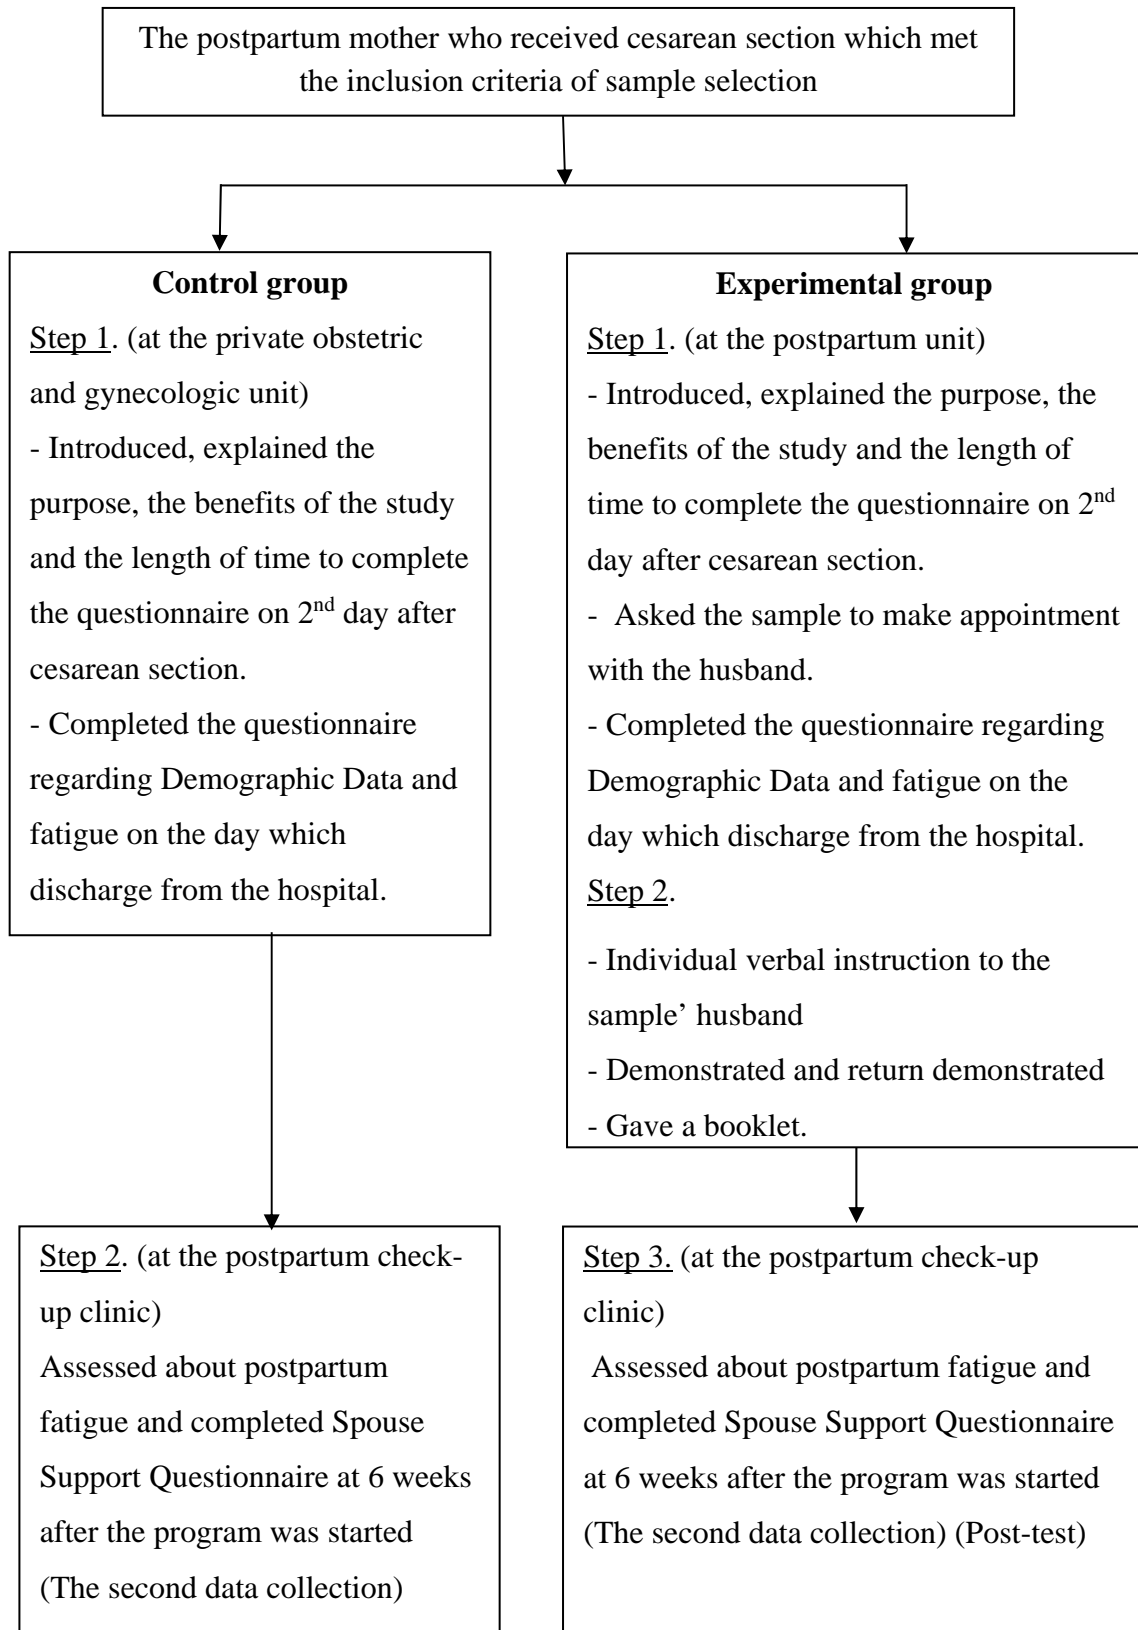 The postpartum mother who received cesarean section which met
the inclusion criteria of sample selection
Control group
Step 1. (at the private obstetric
and gynecologic unit)
- Introduced, explained the
purpose, the benefits of the study
and the length of time to complete
the questionnaire on 2nd day after
cesarean section.
- Completed the questionnaire
regarding Demographic Data and
fatigue on the day which
discharge from the hospital.
Experimental group
Step 1. (at the postpartum unit)
- Introduced, explained the purpose, the
benefits of the study and the length of
time to complete the questionnaire on 2nd
day after cesarean section.
- Asked the sample to make appointment
with the husband.
- Completed the questionnaire regarding
Demographic Data and fatigue on the
day which discharge from the hospital.
Step 2.
- Individual verbal instruction to the
sample’ husband
- Demonstrated and return demonstrated
- Gave a booklet.
Step 2. (at the postpartum check-
up clinic)
Assessed about postpartum
fatigue and completed Spouse
Support Questionnaire at 6 weeks
after the program was started
(The second data collection)
Step 3. (at the postpartum check-up
clinic)
Assessed about postpartum fatigue and
completed Spouse Support Questionnaire
at 6 weeks after the program was started
(The second data collection) (Post-test)